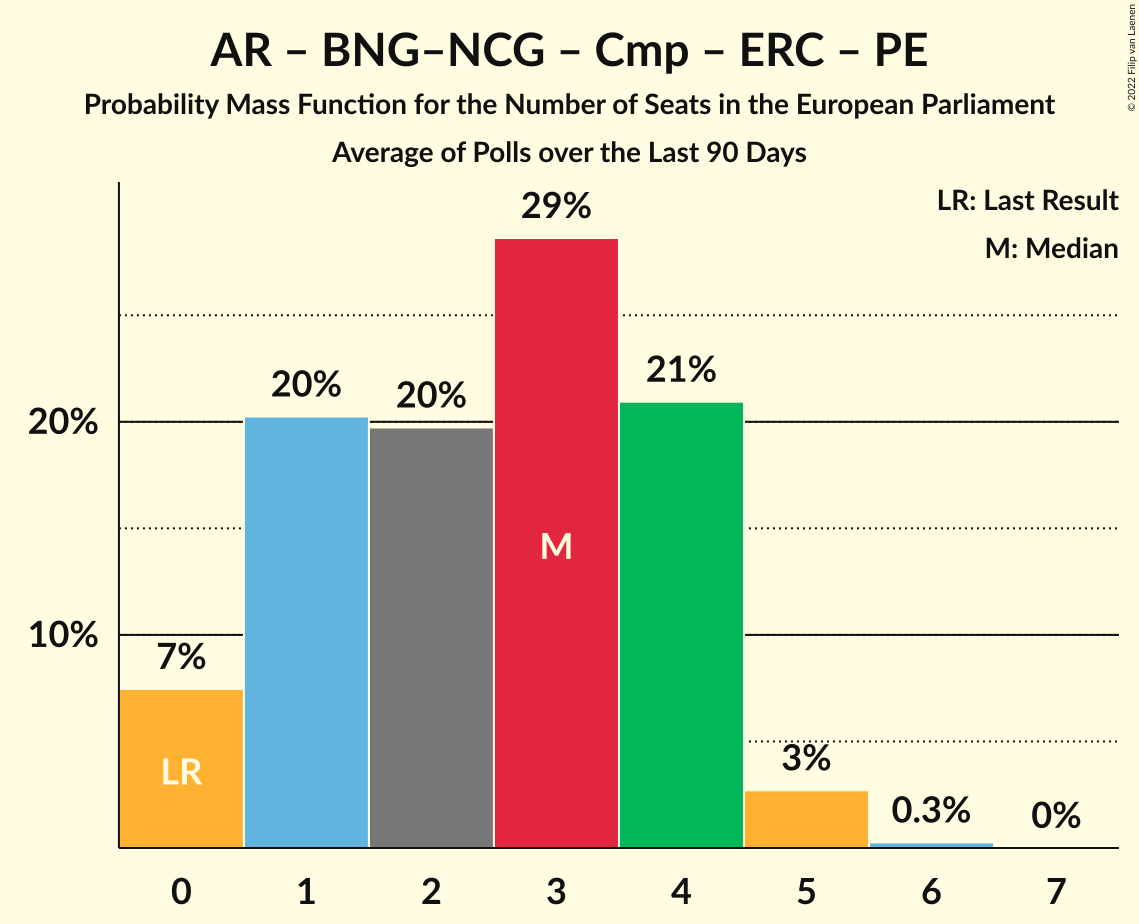 AR – BNG–NCG – Cmp – ERC – PE
Probability Mass Function for the Number of Seats in the European Parliament
Average of Polls over the Last 90 Days
© 2022 Filip van Laenen
LR: Last Result
M: Median
29%
21%
20%
20%
20%
M
10%
7%
LR
3%
0.3%
0%
0 1 2 3 4 5 6 7